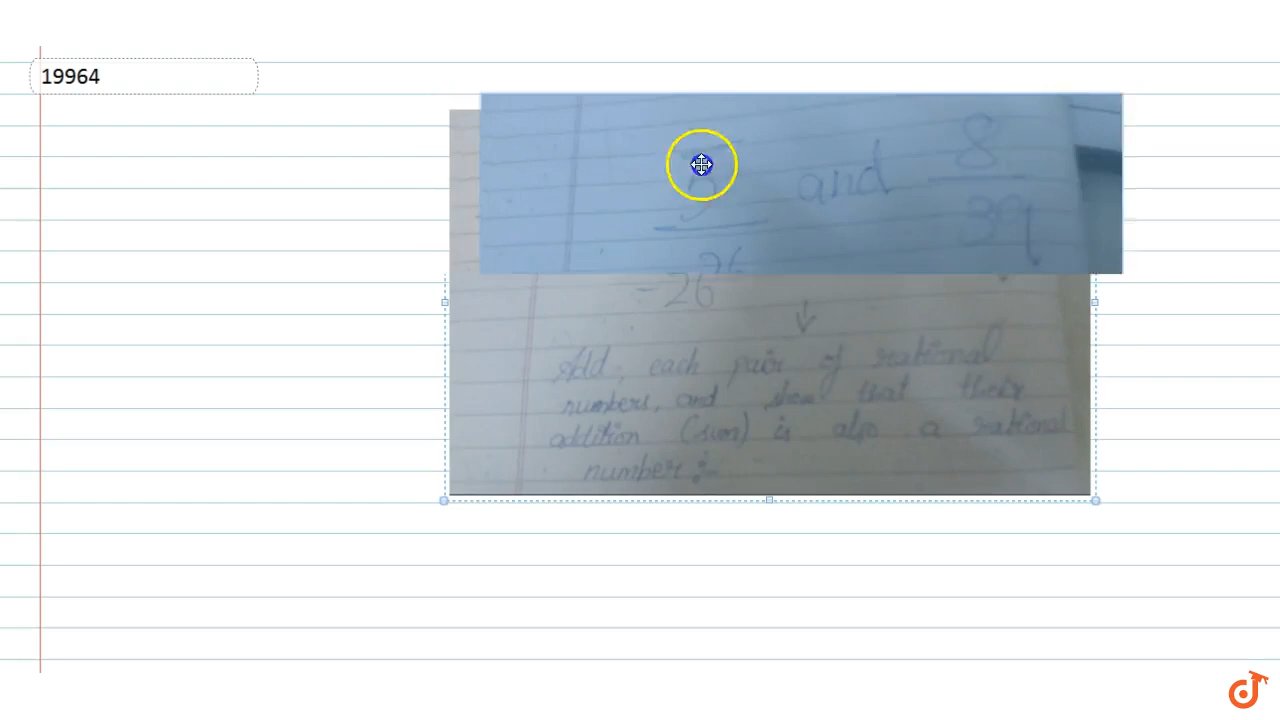 19964
5 and 8
39
-26
Add, each pair of rational
numbers, and show that their
addition (sum) is also a rational
number :-